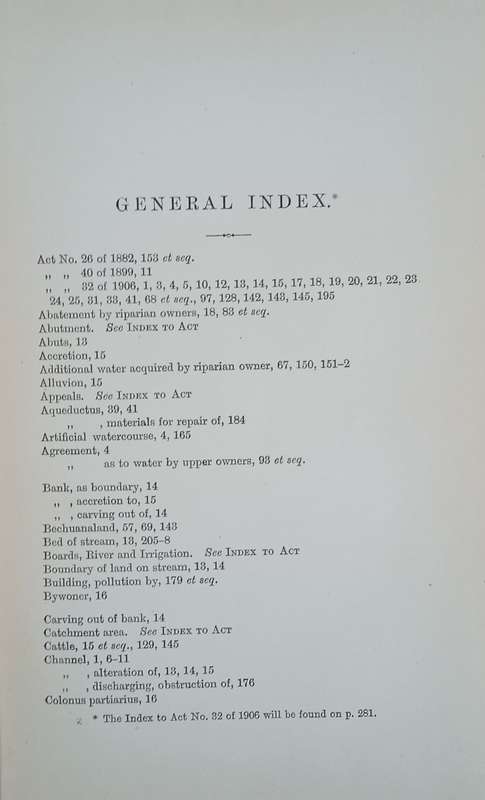 GENERAL INDEX.*
Act No. 26 of 1882, 153 et seq.
„ „ 40 of 1899, 11
„ „ 32 of 1906, 1, 3, 4, 5, 10, 12, 13, 14, 15, 17, 18, 19, 20, 21, 22, 23
24, 25, 31, 33, 41, 68 et seq., 97, 128, 142, 143, 145, 195
Abatement by riparian owners, 18, 83 et seq.
Abutment. See INDEX TO ACT
Abuts, 13
Accretion, 15
Additional water acquired by riparian owner, 67, 150, 151-2
Alluvion, 15
Appeals. See INDEX TO ACT
Aqueductus, 39, 41
„ , materials for repair of, 184
Artificial watercourse, 4, 165
Agreement, 4
„ as to water by upper owners, 93 et seq.
Bank, as boundary, 14
„ , accretion to, 15
„ , carving out of, 14
Bechuanaland, 57, 69, 143
Bed of stream, 13, 205-8
Boards, River and Irrigation. See INDEX TO ACT
Boundary of land on stream, 13, 14
Building, pollution by, 179 et seq.
Bywoner, 16
Carving out of bank, 14
Catchment area. See INDEX TO ACT
Cattle, 15 et seq., 129, 145
Channel, 1, 6-11
„ , alteration of, 13, 14, 15
„ , discharging, obstruction of, 176
Colonus partiarius, 16
* The Index to Act No. 32 of 1906 will be found on p. 281.